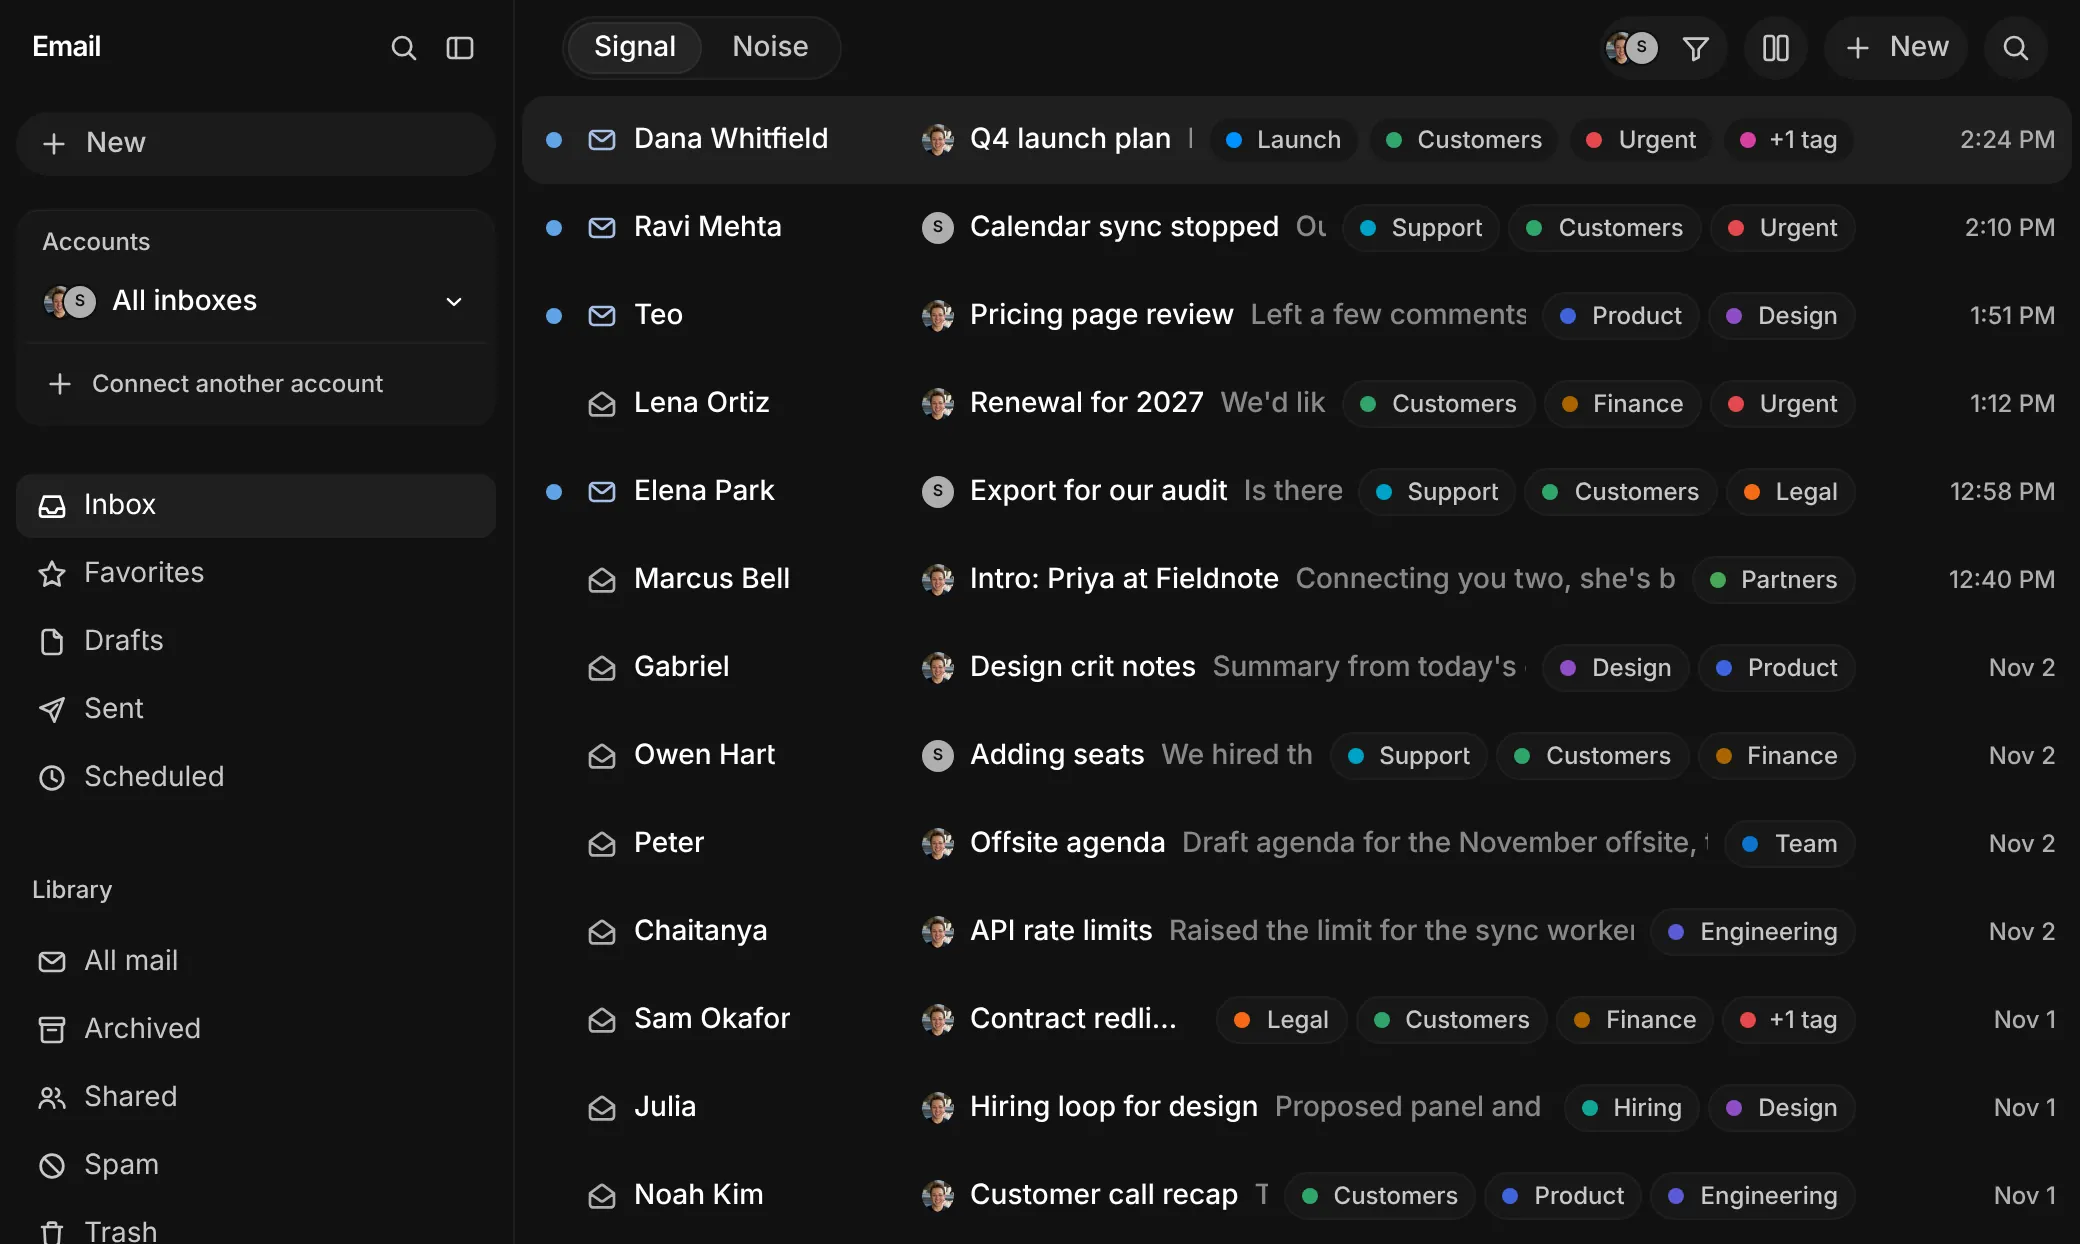 Email
New
Accounts
S All inboxes
Connect another account
Inbox
Favorites
Drafts
Sent
Scheduled
Library
All mail
Archived
Shared
Spam
Trash
Signal Noise S New
Dana Whitfield Q4 launch plan Launch Customers Urgent +1 tag 2:24 PM
Ravi Mehta S Calendar sync stopped Support Customers Urgent 2:10 PM
Teo Pricing page review Left a few comments Product Design 1:51 PM
Lena Ortiz Renewal for 2027 We'd lik Customers Finance Urgent 1:12 PM
Elena Park S Export for our audit Is there Support Customers Legal 12:58 PM
Marcus Bell Intro: Priya at Fieldnote Connecting you two, she's b Partners 12:40 PM
Gabriel Design crit notes Summary from today's Design Product Nov 2
Owen Hart S Adding seats We hired th Support Customers Finance Nov 2
Peter Offsite agenda Draft agenda for the November offsite, Team Nov 2
Chaitanya API rate limits Raised the limit for the sync worker Engineering Nov 2
Sam Okafor Contract redli... Legal Customers Finance +1 tag Nov 1
Julia Hiring loop for design Proposed panel and Hiring Design Nov 1
Noah Kim Customer call recap T Customers Product Engineering Nov 1